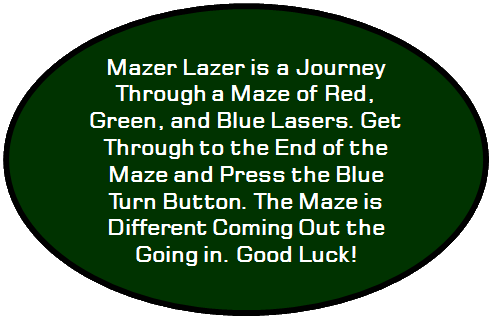 Mazer Lazer is a Journey
Through a Maze of Red,
Green, and Blue Lasers. Get
Through to the End of the
Maze and Press the Blue
Turn Button. The Maze is
Different Coming Out the
Going in. Good Luck!